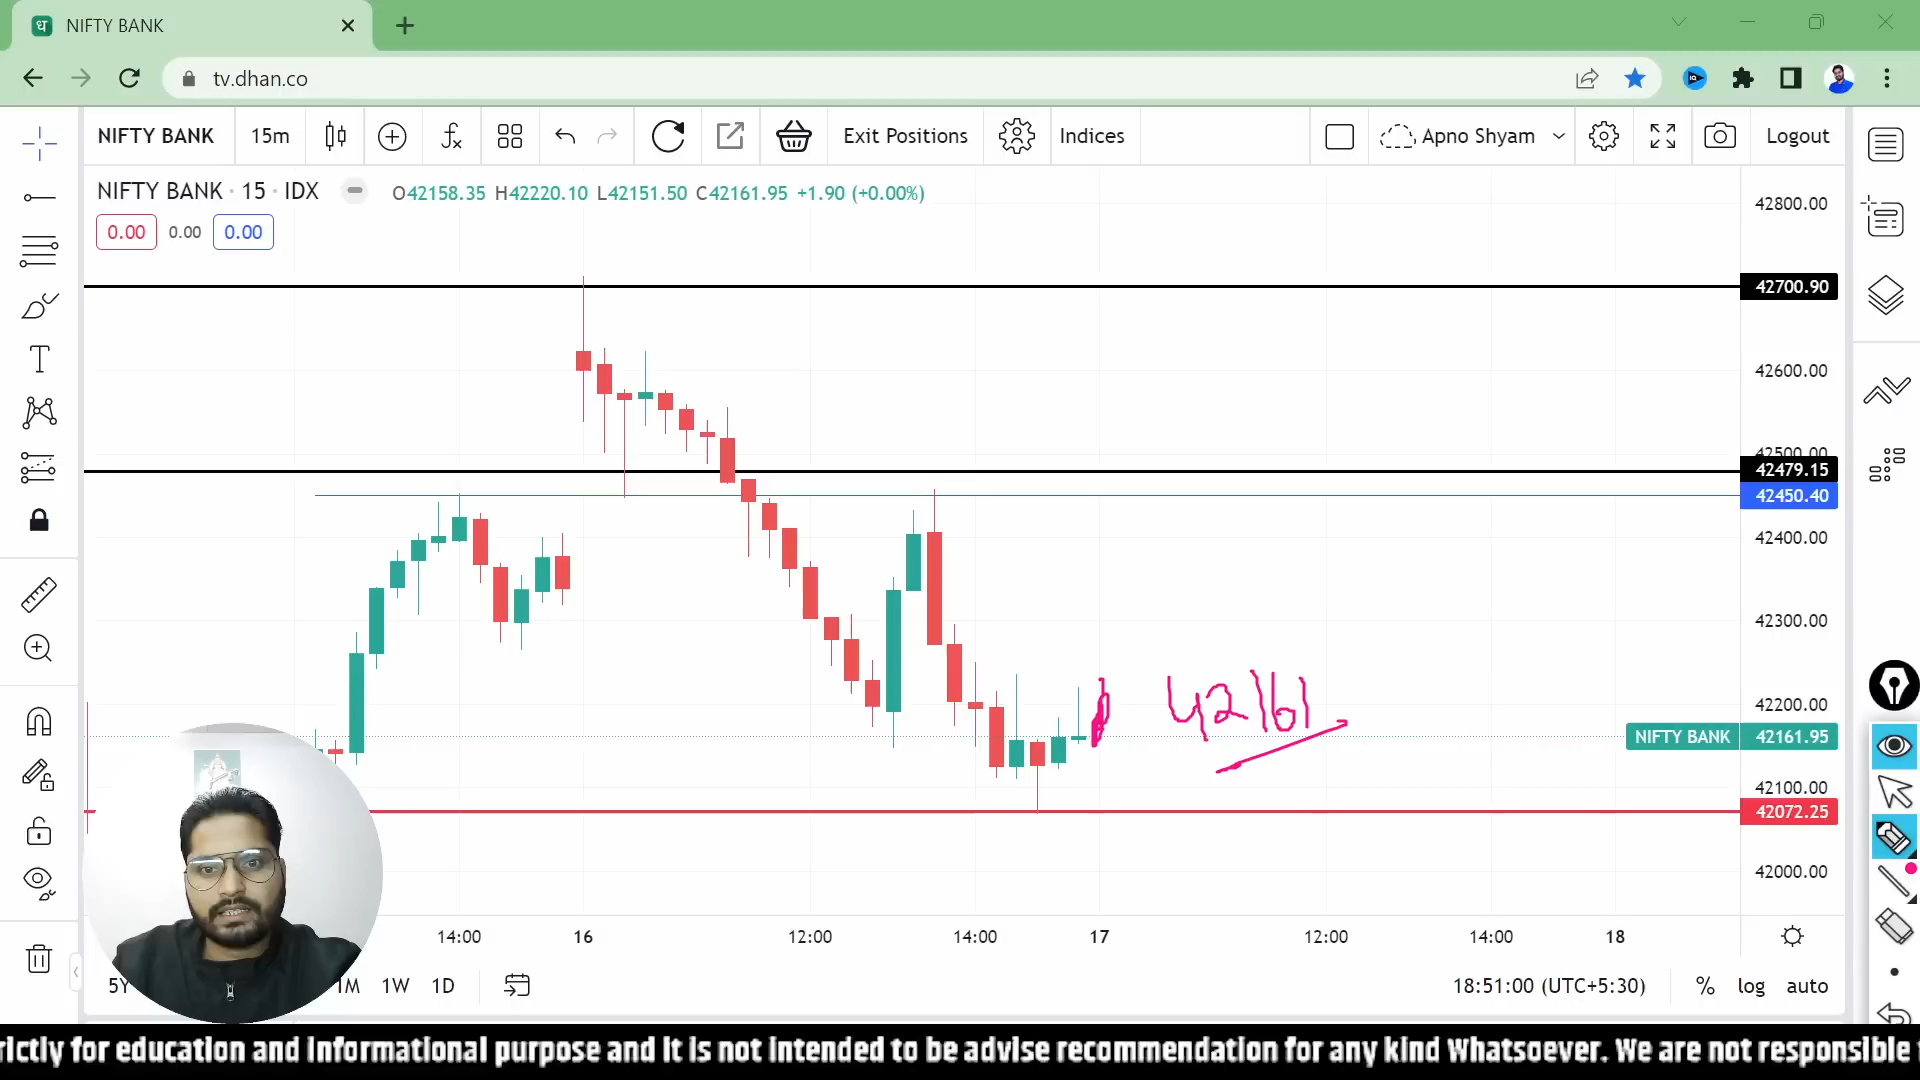 ध NIFTY BANK
tv.dhan.co
NIFTY BANK 15m Exit Positions Indices Apno Shyam Logout
NIFTY BANK · 15 · IDX O42158.35 H42220.10 L42151.50 C42161.95 +1.90 (+0.00%)
0.00 0.00 0.00
42800.00
42700.90
42600.00
42500.00
42479.15
42450.40
42400.00
42300.00
42200.00
42161
NIFTY BANK 42161.95
42100.00
42072.25
42000.00
14:00 16 12:00 14:00 17 12:00 14:00 18
5Y 1M 1W 1D 18:51:00 (UTC+5:30) % log auto
rictly for education and informational purpose and it is not intended to be advise recommendation for any kind Whatsoever. We are not responsible